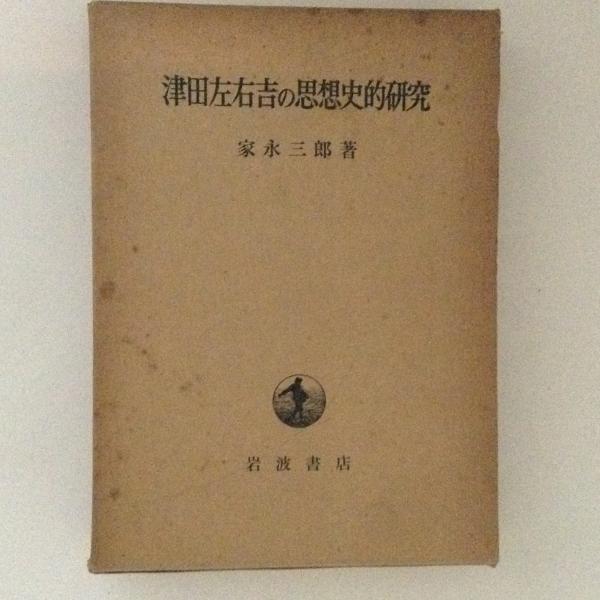 津田左右吉の思想史的研究
家永三郎著
岩波書店